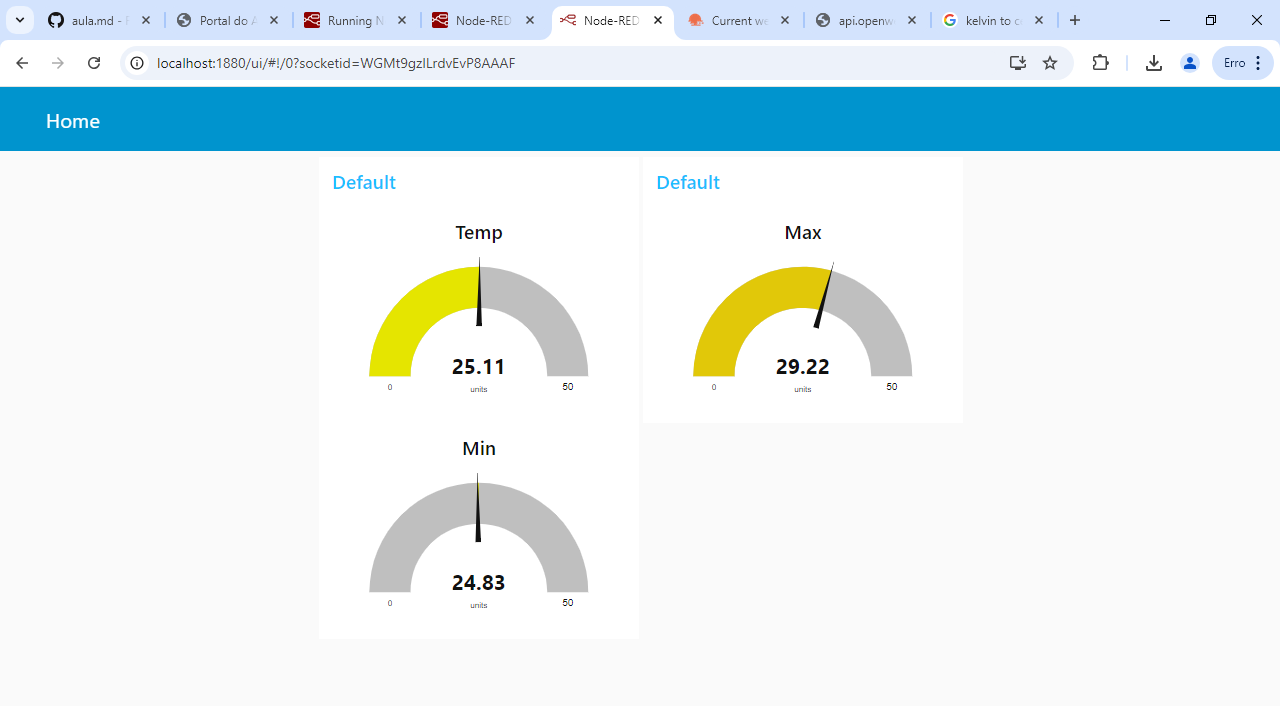 aula.md - F
Portal do A
Running N
Node-RED
Node-RED
Current we
api.openw
kelvin to c
localhost:1880/ui/#!/0?socketid=WGMt9gzILrdvEvP8AAAF
Erro
Home
Default
Temp
25.11
0
units
50
Min
24.83
0
units
50
Default
Max
29.22
0
units
50